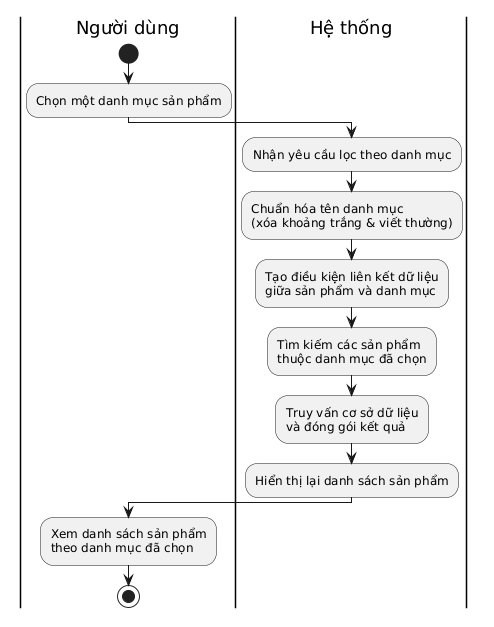 Người dùng
Hệ thống
Chọn một danh mục sản phẩm
Nhận yêu cầu lọc theo danh mục
Chuẩn hóa tên danh mục
(xóa khoảng trắng & viết thường)
Tạo điều kiện liên kết dữ liệu
giữa sản phẩm và danh mục
Tìm kiếm các sản phẩm
thuộc danh mục đã chọn
Truy vấn cơ sở dữ liệu
và đóng gói kết quả
Hiển thị lại danh sách sản phẩm
Xem danh sách sản phẩm
theo danh mục đã chọn